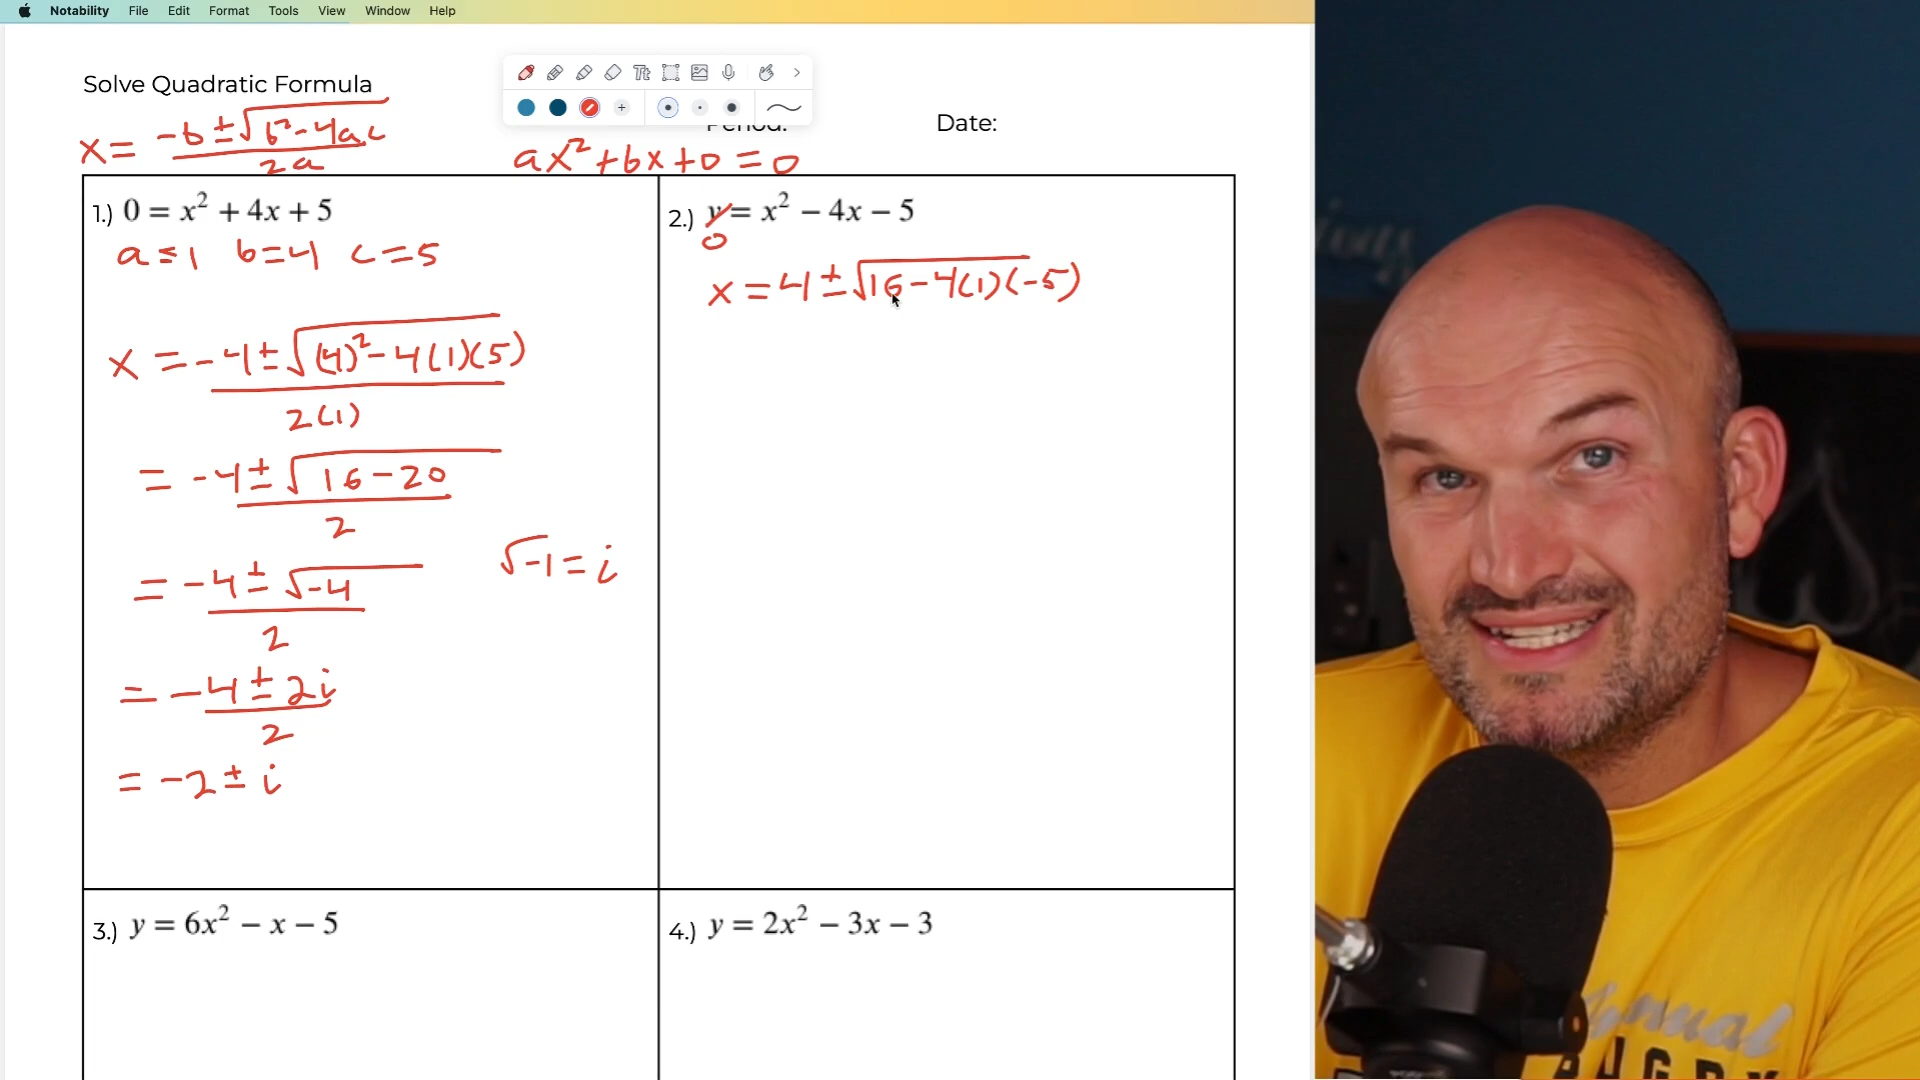 Notability File Edit Format Tools View Window Help
Solve Quadratic Formula
Period: Date:
x = -b ± √b² - 4ac / 2a
ax² + bx + 0 = 0
1.) 0 = x² + 4x + 5
a = 1 b = 4 c = 5
x = -4 ± √(4)² - 4(1)(5) / 2(1)
= -4 ± √16 - 20 / 2
= -4 ± √-4 / 2
√-1 = i
= -4 ± 2i / 2
= -2 ± i
2.) y = x² − 4x − 5
0
x = 4 ± √16 - 4(1)(-5)
3.) y = 6x² − x − 5
4.) y = 2x² − 3x − 3